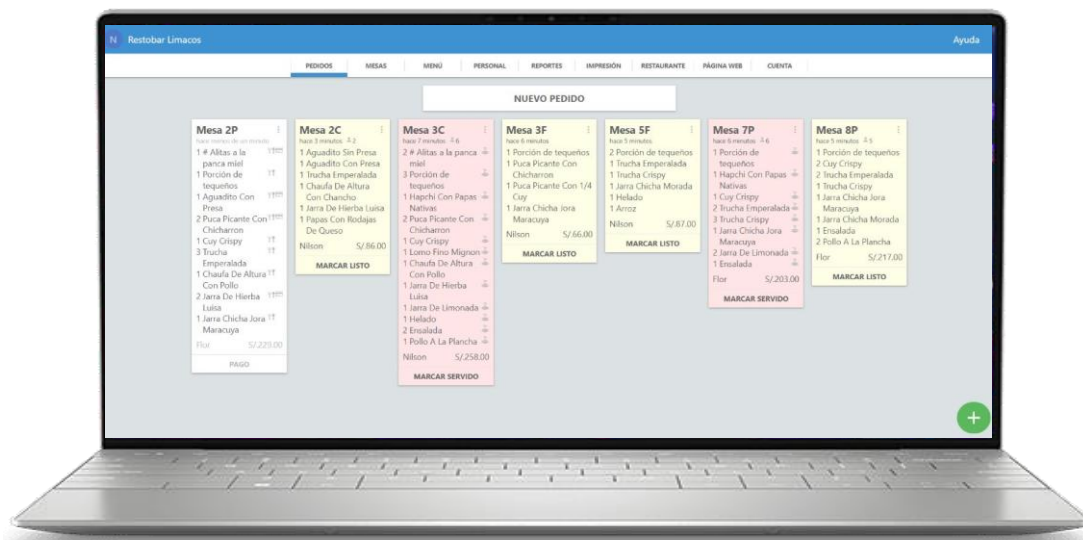 N Restobar Limacos
Ayuda
PEDIDOS MESAS MENÚ PERSONAL REPORTES IMPRESIÓN RESTAURANTE PÁGINA WEB CUENTA
NUEVO PEDIDO
Mesa 2P
hace menos de un minuto
1 # Alitas a la
panca miel
1 Porción de
tequeños
1 Aguadito Con
Presa
2 Puca Picante Con
Chicharron
1 Cuy Crispy
3 Trucha
Emperalada
1 Chaufa De Altura
Con Pollo
2 Jarra De Hierba
Luisa
1 Jarra Chicha Jora
Maracuya
Flor S/.229.00
PAGO
Mesa 2C
hace 3 minutos 2
1 Aguadito Sin Presa
1 Aguadito Con Presa
1 Trucha Emperalada
1 Chaufa De Altura
Con Chancho
1 Jarra De Hierba Luisa
1 Papas Con Rodajas
De Queso
Nilson S/.86.00
MARCAR LISTO
Mesa 3C
hace 7 minutos 6
2 # Alitas a la panca
miel
3 Porción de
tequeños
1 Hapchi Con Papas
Nativas
2 Puca Picante Con
Chicharron
1 Cuy Crispy
1 Lomo Fino Mignon
1 Chaufa De Altura
Con Pollo
1 Jarra De Hierba
Luisa
1 Jarra De Limonada
1 Helado
2 Ensalada
1 Pollo A La Plancha
Nilson S/.258.00
MARCAR SERVIDO
Mesa 3F
hace 6 minutos
1 Porción de tequeños
1 Puca Picante Con
Chicharron
1 Puca Picante Con 1/4
Cuy
1 Jarra Chicha Jora
Maracuya
Nilson S/.66.00
MARCAR LISTO
Mesa 5F
hace 5 minutos
2 Porción de tequeños
1 Trucha Emperalada
1 Trucha Crispy
1 Jarra Chicha Morada
1 Helado
1 Arroz
Nilson S/.87.00
MARCAR LISTO
Mesa 7P
hace 6 minutos 6
1 Porción de
tequeños
1 Hapchi Con Papas
Nativas
1 Cuy Crispy
2 Trucha Emperalada
3 Trucha Crispy
1 Jarra Chicha Jora
Maracuya
2 Jarra De Limonada
1 Ensalada
Flor S/.203.00
MARCAR SERVIDO
Mesa 8P
hace 5 minutos 5
1 Porción de tequeños
2 Cuy Crispy
2 Trucha Emperalada
1 Trucha Crispy
1 Jarra Chicha Jora
Maracuya
1 Jarra Chicha Morada
1 Ensalada
2 Pollo A La Plancha
Flor S/.217.00
MARCAR LISTO